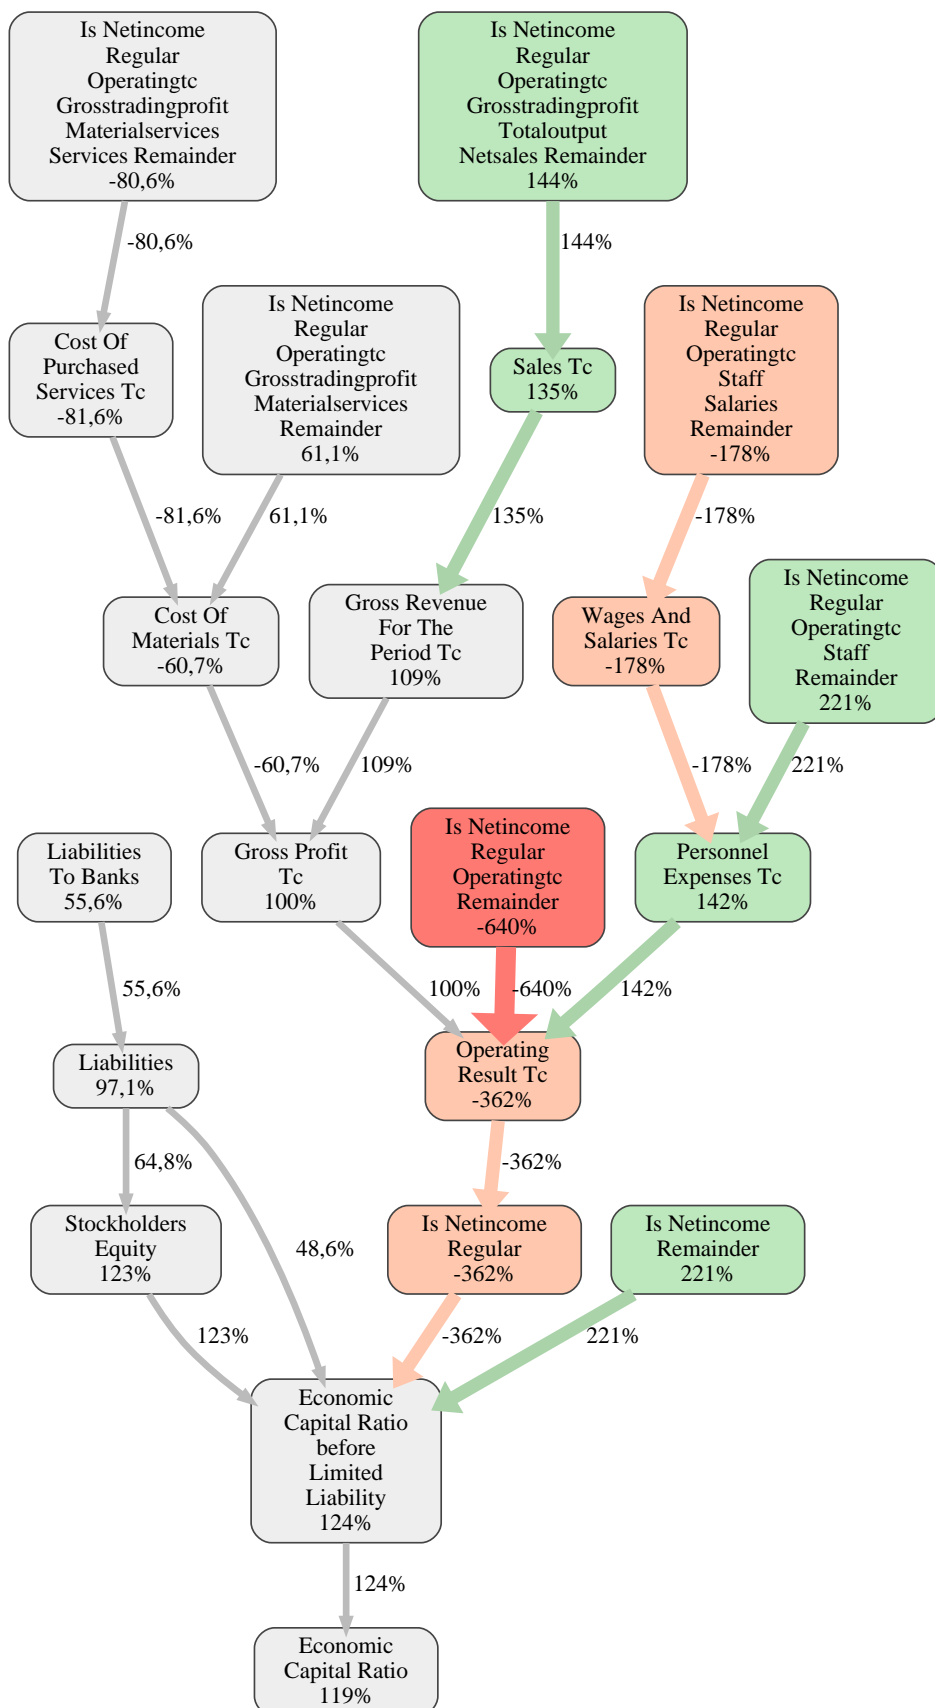 Is Netincome
Regular
Operatingtc
Grosstradingprofit
Materialservices
Services Remainder
-80,6%
Is Netincome
Regular
Operatingtc
Grosstradingprofit
Totaloutput
Netsales Remainder
144%
-80,6%
144%
Cost Of
Purchased
Services Tc
-81,6%
Is Netincome
Regular
Operatingtc
Grosstradingprofit
Materialservices
Remainder
61,1%
Sales Tc
135%
Is Netincome
Regular
Operatingtc
Staff
Salaries
Remainder
-178%
-81,6%
61,1%
135%
-178%
Cost Of
Materials Tc
-60,7%
Gross Revenue
For The
Period Tc
109%
Wages And
Salaries Tc
-178%
Is Netincome
Regular
Operatingtc
Staff
Remainder
221%
-60,7%
109%
-178%
221%
Liabilities
To Banks
55,6%
Gross Profit
Tc
100%
Is Netincome
Regular
Operatingtc
Remainder
-640%
Personnel
Expenses Tc
142%
55,6%
100%
-640%
142%
Liabilities
97,1%
Operating
Result Tc
-362%
64,8%
48,6%
-362%
Stockholders
Equity
123%
Is Netincome
Regular
-362%
Is Netincome
Remainder
221%
123%
-362%
221%
Economic
Capital Ratio
before
Limited
Liability
124%
124%
Economic
Capital Ratio
119%